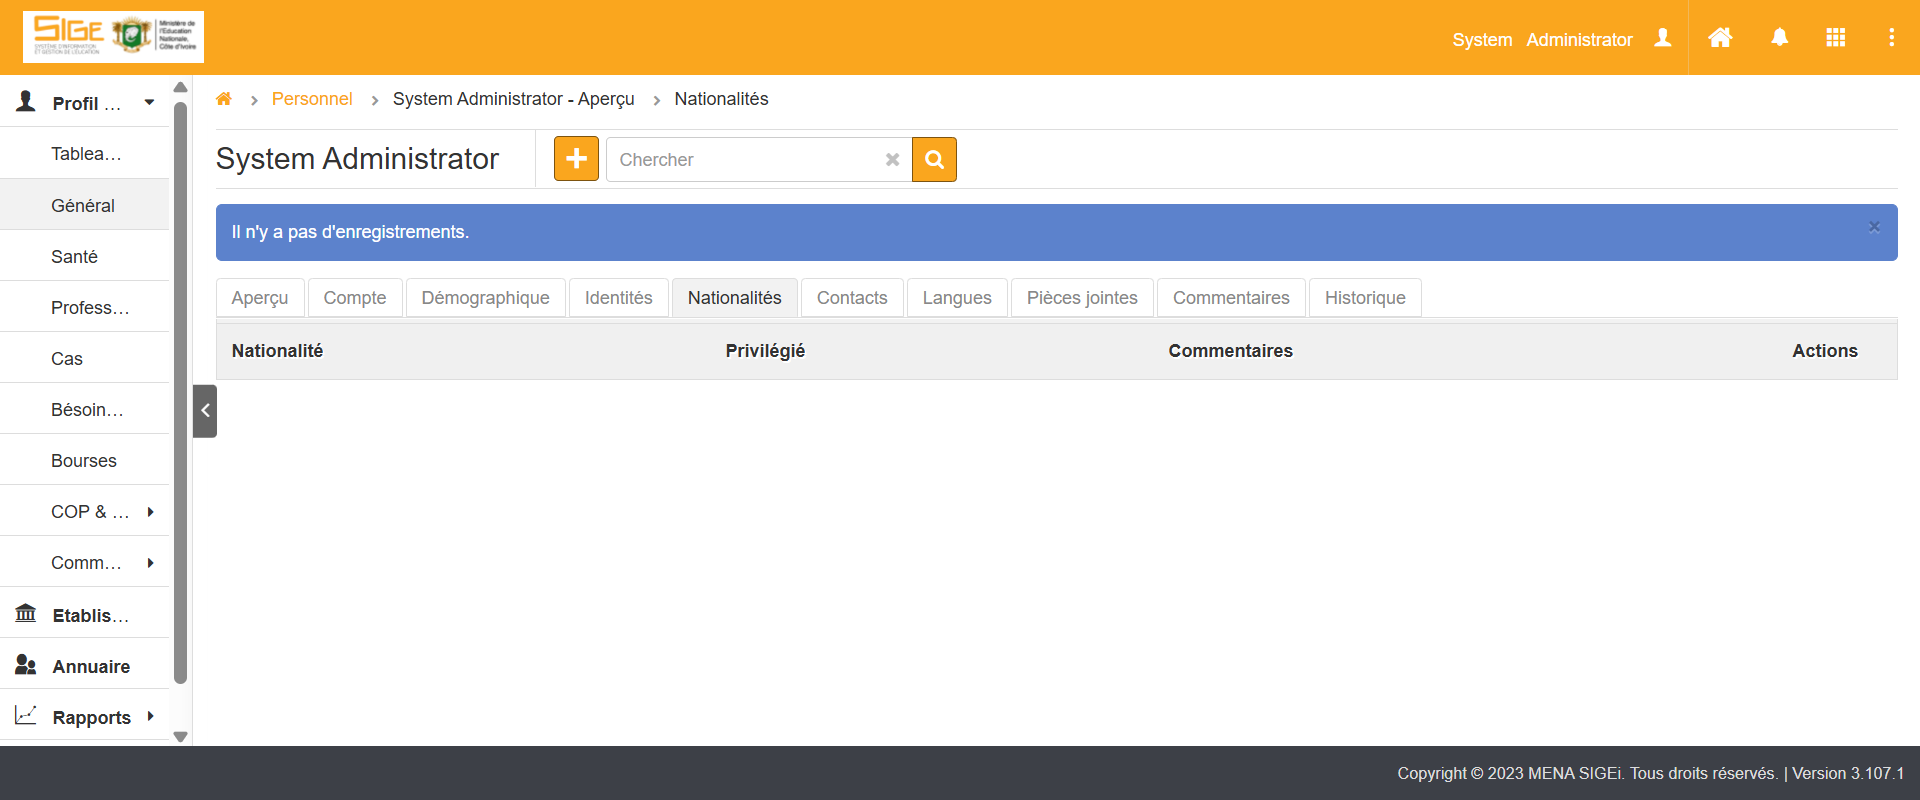 SIGE
SYSTÈME D'INFORMATION
ET GESTION DE L'ÉDUCATION
Ministère de
l'Education
Nationale,
Côte d'Ivoire
System Administrator
Profil ...
Tablea...
Général
Santé
Profess...
Cas
Bésoin...
Bourses
COP & ...
Comm...
Etablis...
Annuaire
Rapports
Personnel
System Administrator - Aperçu
Nationalités
System Administrator
Chercher
Il n'y a pas d'enregistrements.
×
Aperçu Compte Démographique Identités Nationalités Contacts Langues Pièces jointes Commentaires Historique
Nationalité Privilégié Commentaires Actions
Copyright © 2023 MENA SIGEi. Tous droits réservés. | Version 3.107.1